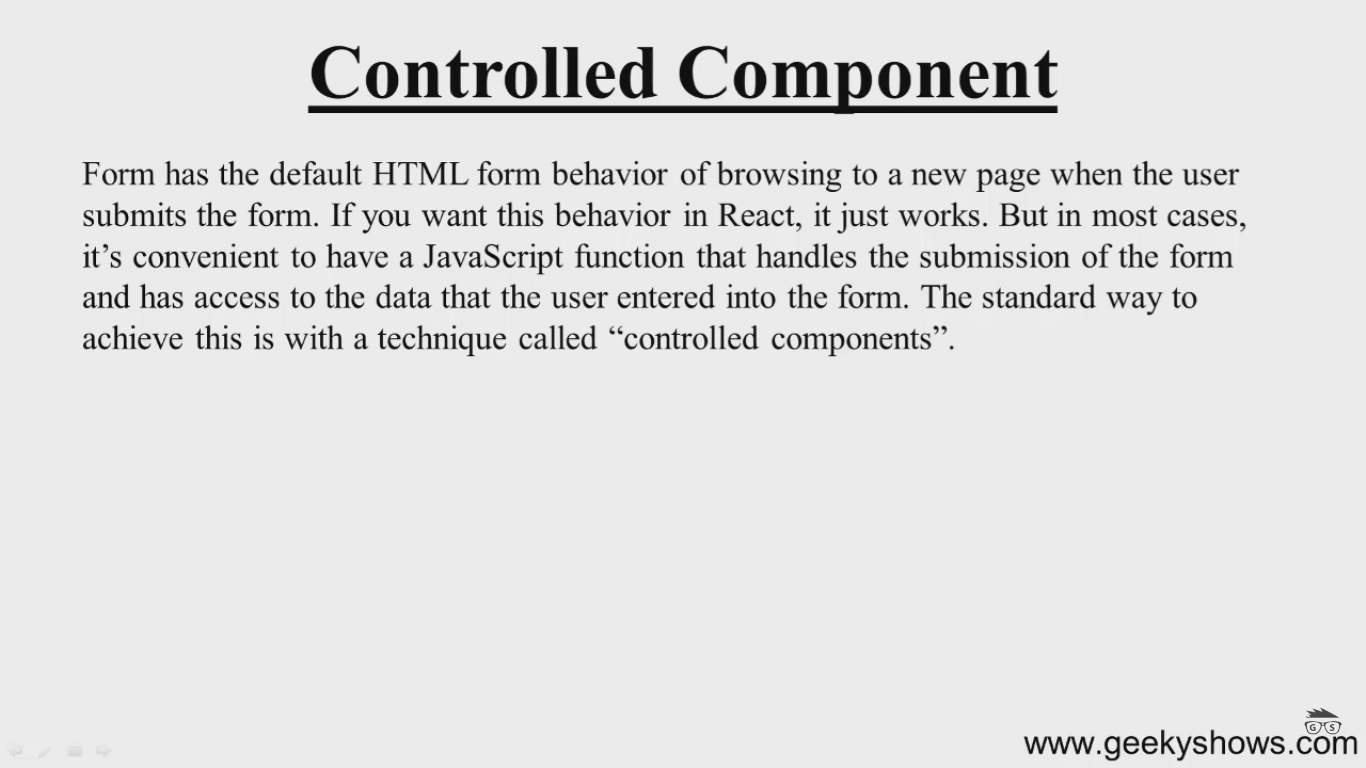 Controlled Component
Form has the default HTML form behavior of browsing to a new page when the user
submits the form. If you want this behavior in React, it just works. But in most cases,
it’s convenient to have a JavaScript function that handles the submission of the form
and has access to the data that the user entered into the form. The standard way to
achieve this is with a technique called “controlled components”.
G S
www.geekyshows.com